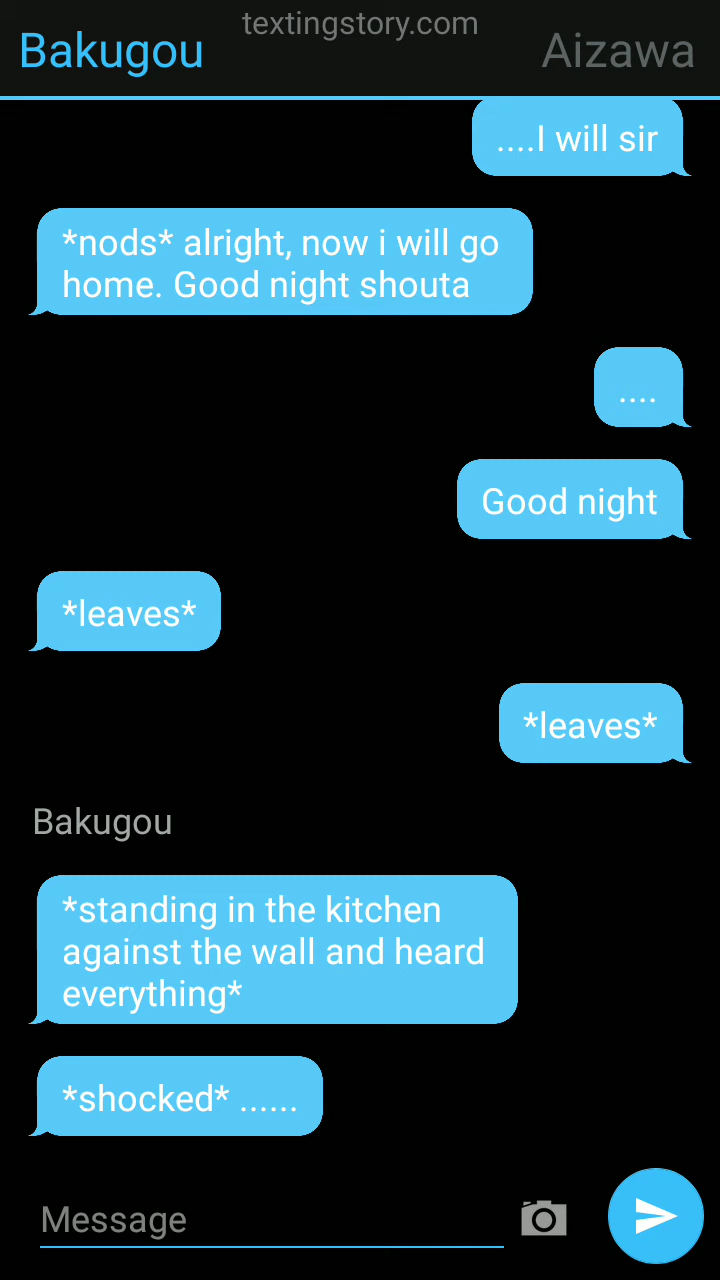 textingstory.com
Bakugou
Aizawa
....I will sir
*nods* alright, now i will go
home. Good night shouta
....
Good night
*leaves*
*leaves*
Bakugou
*standing in the kitchen
against the wall and heard
everything*
*shocked* ......
Message